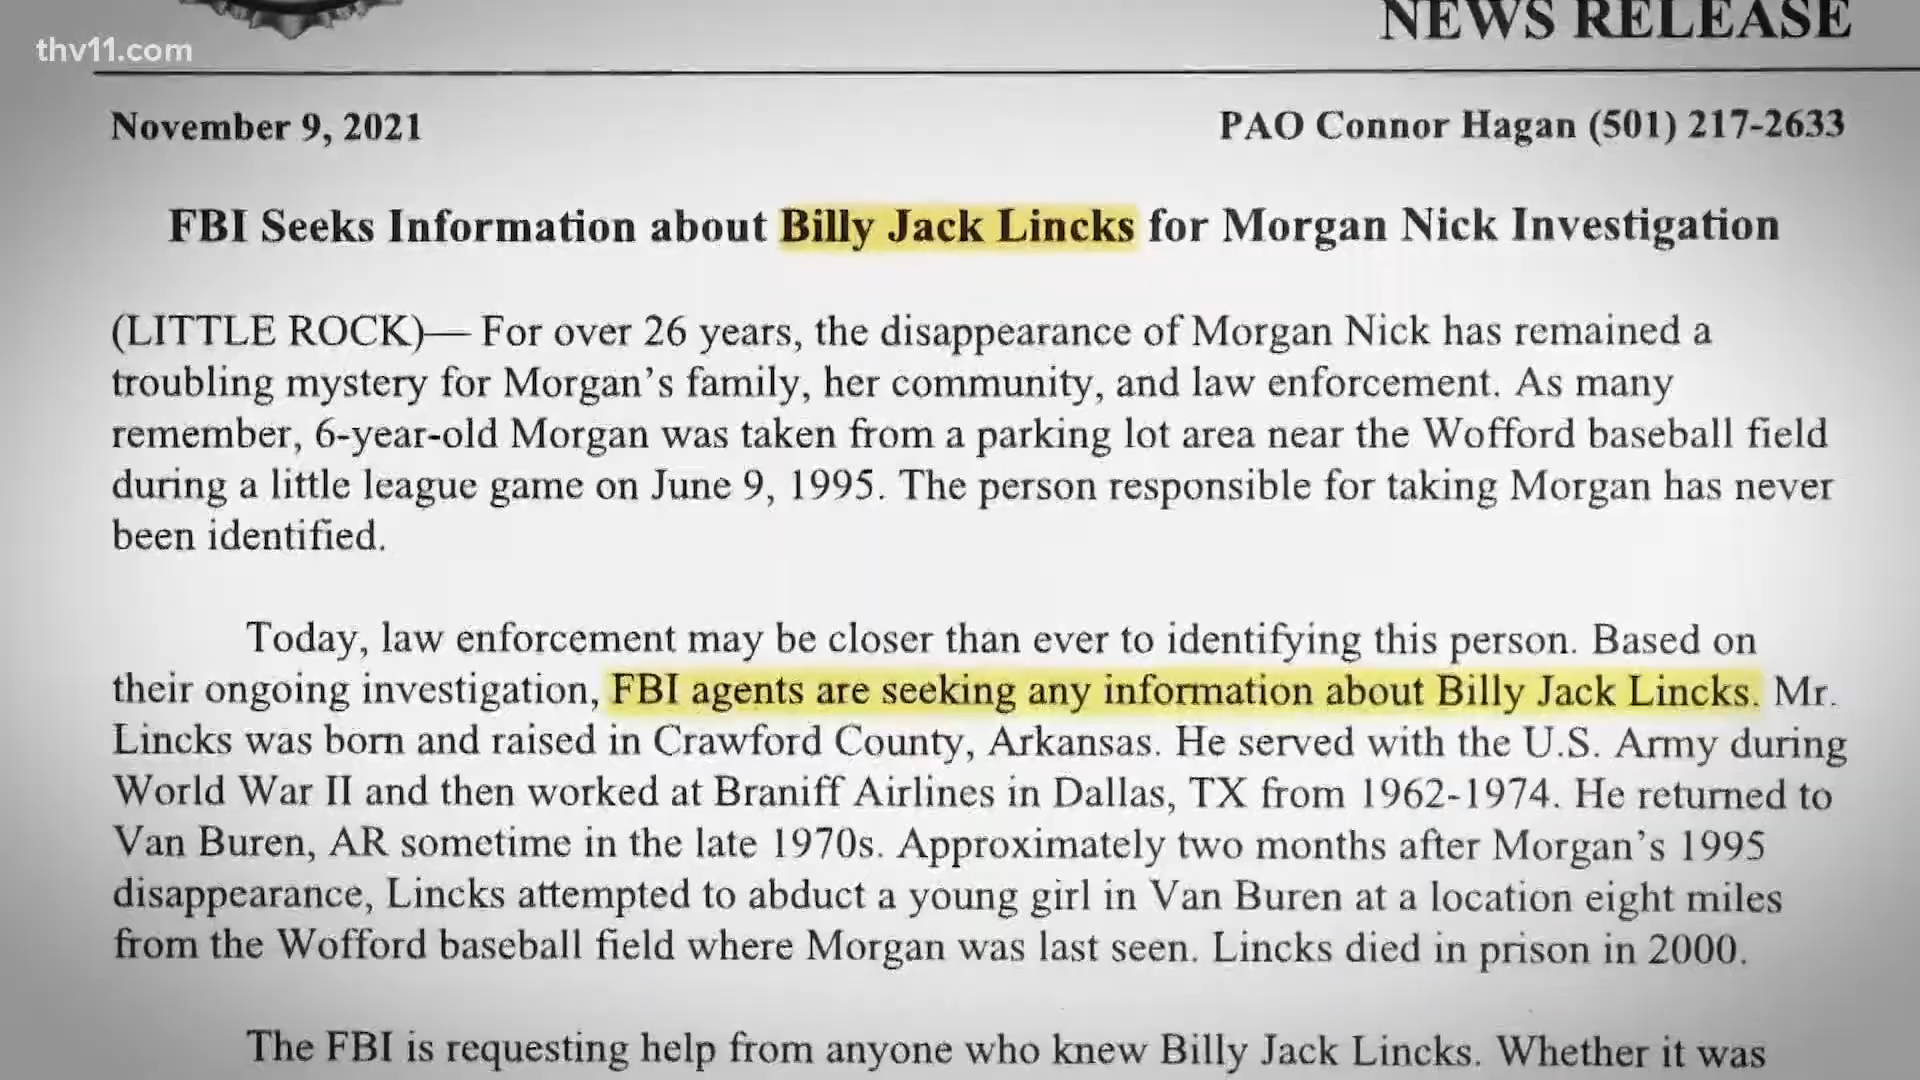 NEWS RELEASE
thv11.com
November 9, 2021 PAO Connor Hagan (501) 217-2633
FBI Seeks Information about Billy Jack Lincks for Morgan Nick Investigation
(LITTLE ROCK)— For over 26 years, the disappearance of Morgan Nick has remained a
troubling mystery for Morgan's family, her community, and law enforcement. As many
remember, 6-year-old Morgan was taken from a parking lot area near the Wofford baseball field
during a little league game on June 9, 1995. The person responsible for taking Morgan has never
been identified.
Today, law enforcement may be closer than ever to identifying this person. Based on
their ongoing investigation, FBI agents are seeking any information about Billy Jack Lincks. Mr.
Lincks was born and raised in Crawford County, Arkansas. He served with the U.S. Army during
World War II and then worked at Braniff Airlines in Dallas, TX from 1962-1974. He returned to
Van Buren, AR sometime in the late 1970s. Approximately two months after Morgan's 1995
disappearance, Lincks attempted to abduct a young girl in Van Buren at a location eight miles
from the Wofford baseball field where Morgan was last seen. Lincks died in prison in 2000.
The FBI is requesting help from anyone who knew Billy Jack Lincks. Whether it was